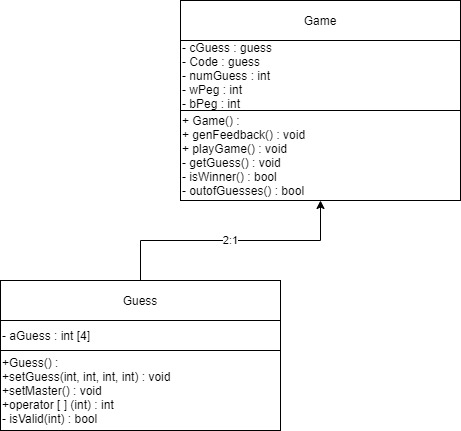 Game
- cGuess : guess
- Code : guess
- numGuess : int
- wPeg : int
- bPeg : int
+ Game() :
+ genFeedback() : void
+ playGame() : void
- getGuess() : void
- isWinner() : bool
- outofGuesses() : bool
2:1
Guess
- aGuess : int [4]
+Guess() :
+setGuess(int, int, int, int) : void
+setMaster() : void
+operator [ ] (int) : int
- isValid(int) : bool